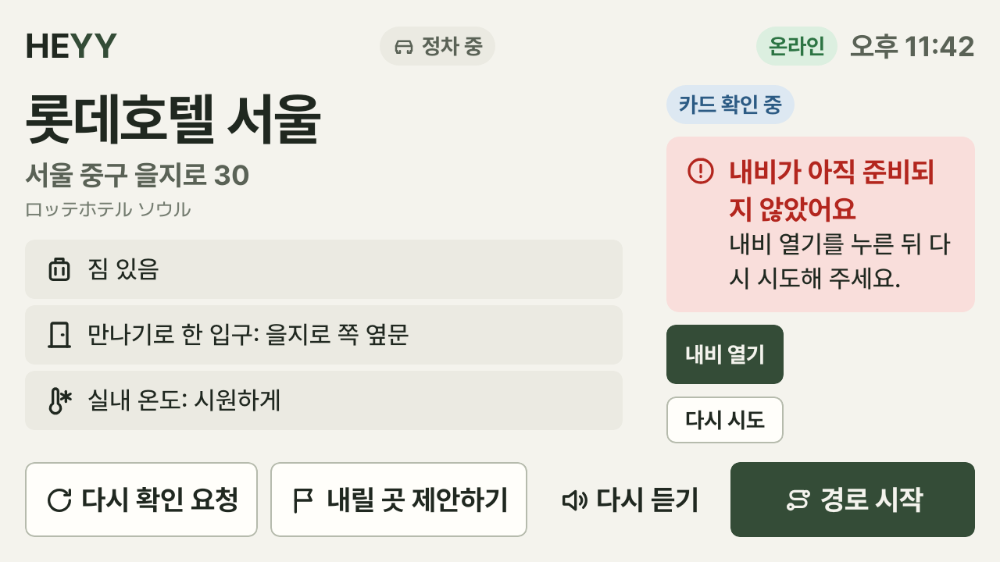 HEYY
정차 중
온라인
오후 11:42
롯데호텔 서울
서울 중구 을지로 30
ロッテホテル ソウル
짐 있음
만나기로 한 입구: 을지로 쪽 옆문
실내 온도: 시원하게
카드 확인 중
내비가 아직 준비되
지 않았어요
내비 열기를 누른 뒤 다
시 시도해 주세요.
내비 열기
다시 시도
다시 확인 요청
내릴 곳 제안하기
다시 듣기
경로 시작